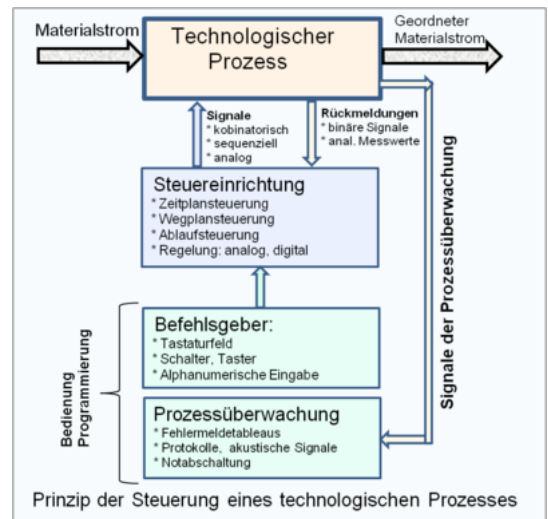 Materialstrom
Technologischer
Prozess
Geordneter
Materialstrom
Signale
* kobinatorisch
* sequenziell
* analog
Rückmeldungen
* binäre Signale
* anal. Messwerte
Steuereinrichtung
* Zeitplansteuerung
* Wegplansteuerung
* Ablaufsteuerung
* Regelung: analog, digital
Signale der Prozessüberwachung
Bedienung
Programmierung
Befehlsgeber:
* Tastaturfeld
* Schalter, Taster
* Alphanumerische Eingabe
Prozessüberwachung
* Fehlermeldetableaus
* Protokolle, akustische Signale
* Notabschaltung
Prinzip der Steuerung eines technologischen Prozesses